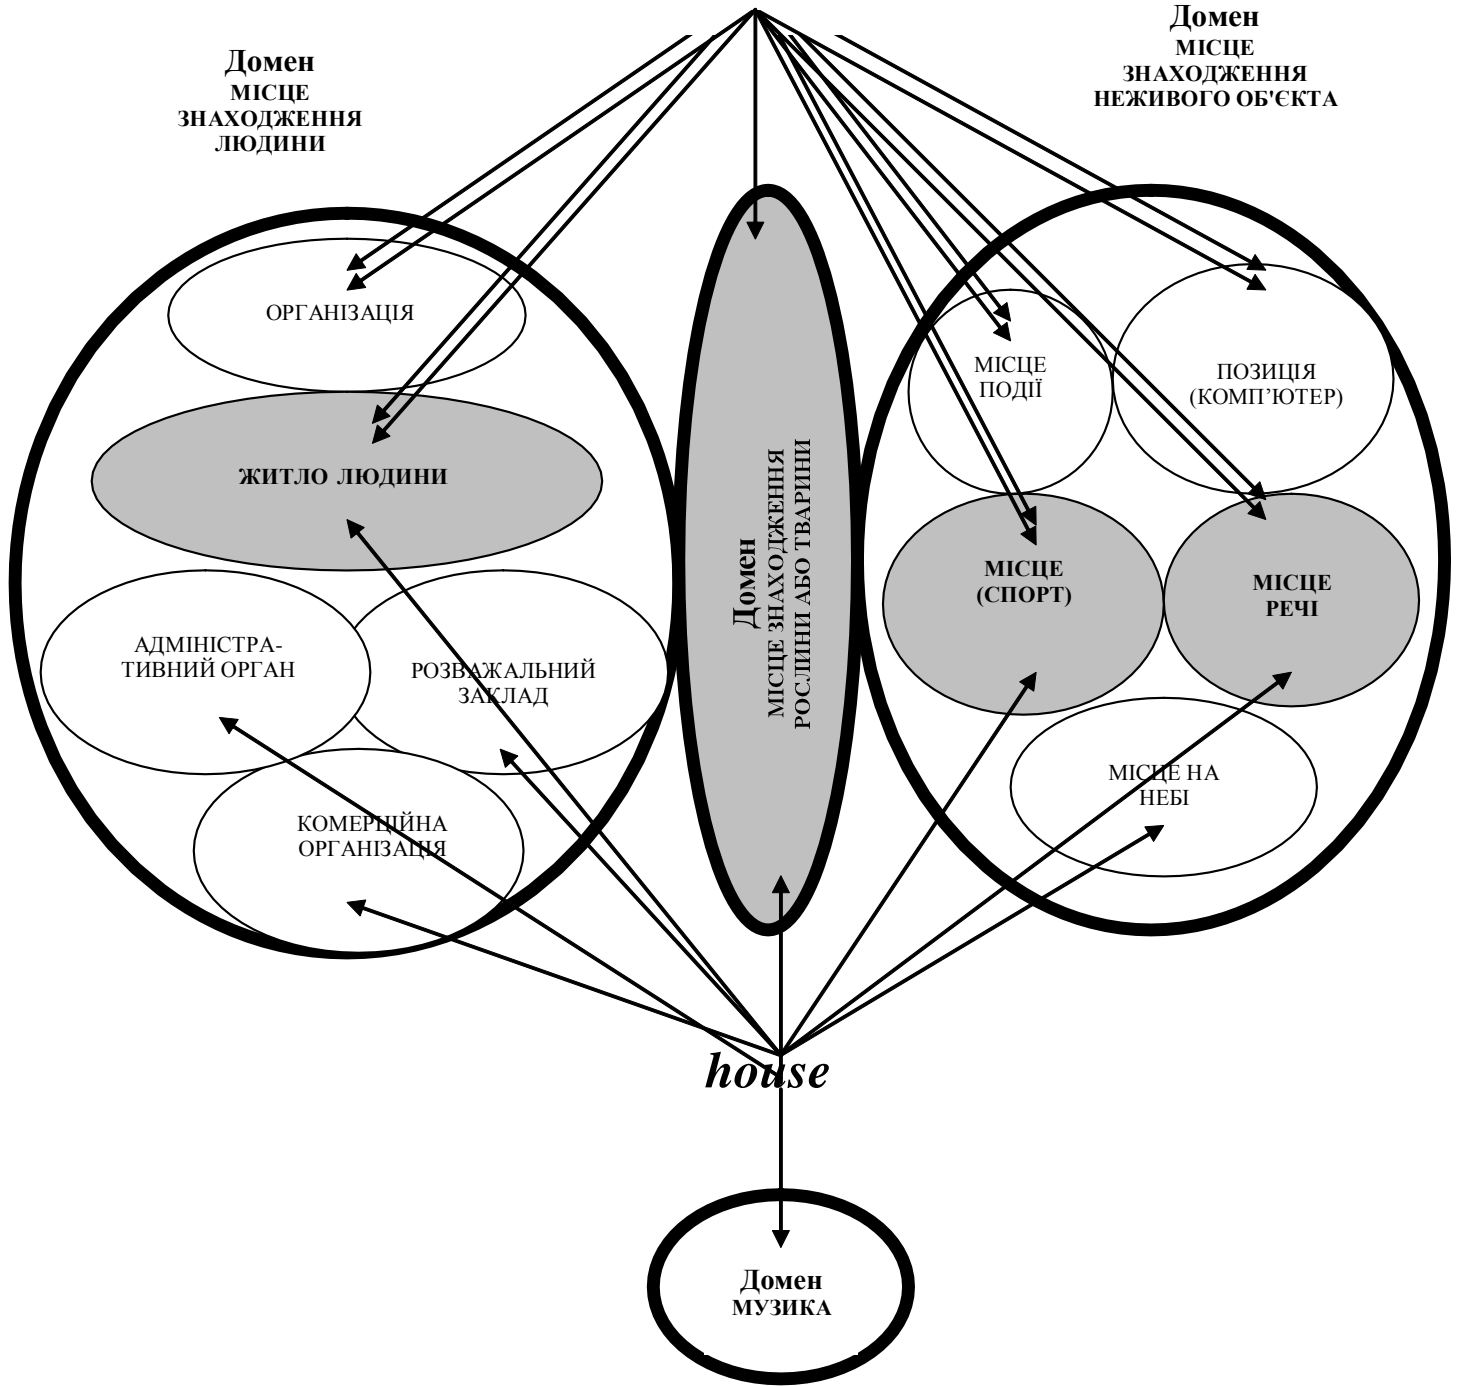 Домен
МІСЦЕ
ЗНАХОДЖЕННЯ
ЛЮДИНИ
Домен
МІСЦЕ
ЗНАХОДЖЕННЯ
НЕЖИВОГО ОБ'ЄКТА
ОРГАНІЗАЦІЯ
ЖИТЛО ЛЮДИНИ
АДМІНІСТРА-
ТИВНИЙ ОРГАН
РОЗВАЖАЛЬНИЙ
ЗАКЛАД
КОМЕРЦІЙНА
ОРГАНІЗАЦІЯ
Домен
МІСЦЕ ЗНАХОДЖЕННЯ
РОСЛИНИ АБО ТВАРИНИ
МІСЦЕ
ПОДІЇ
ПОЗИЦІЯ
(КОМП’ЮТЕР)
МІСЦЕ
(СПОРТ)
МІСЦЕ
РЕЧІ
МІСЦЕ НА
НЕБІ
house
Домен
МУЗИКА